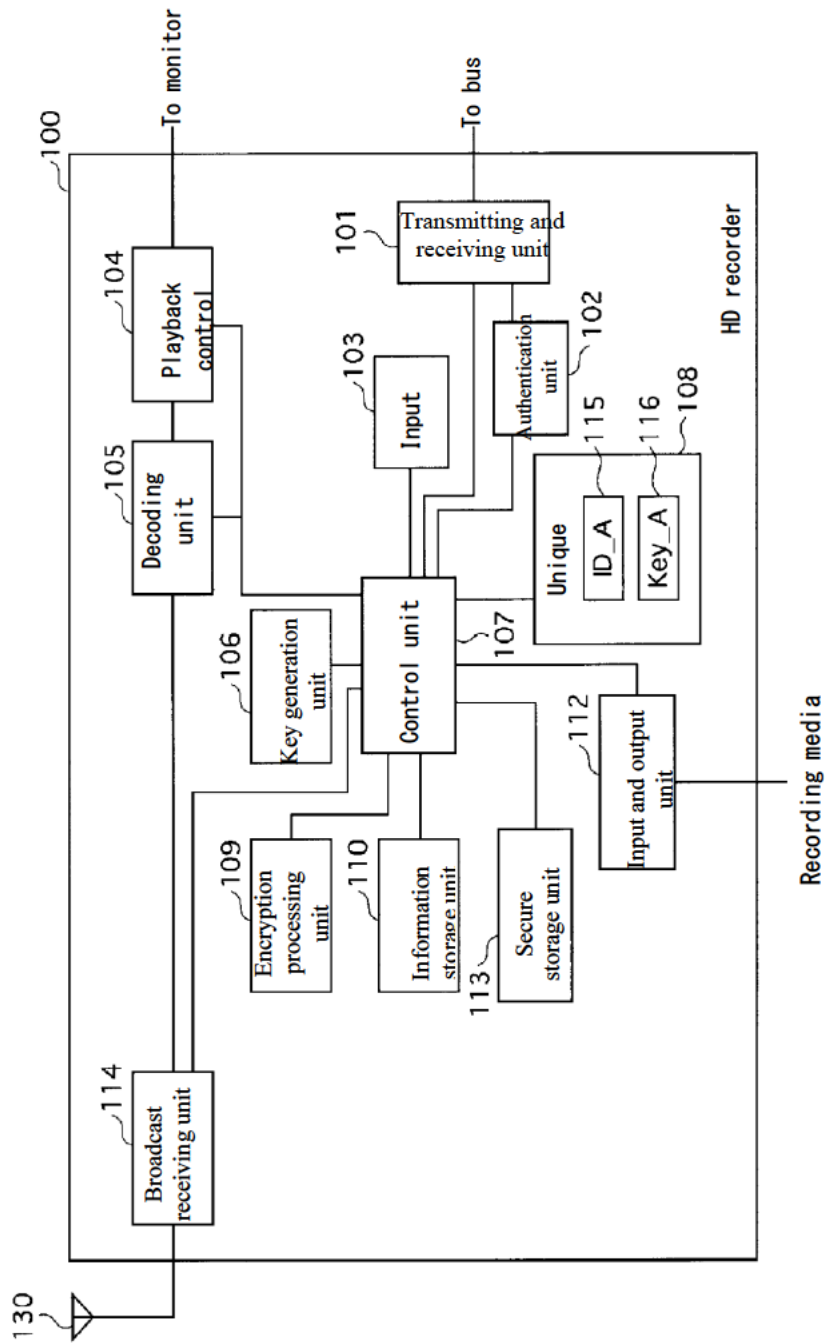 130
114
Broadcast
receiving unit
105
Decoding
unit
104
Playback
control
To monitor
100
109
Encryption
processing
unit
106
Key generation
unit
103
Input
101
Transmitting and
receiving unit
To bus
110
Information
storage unit
Control unit
107
102
Authentication
unit
113
Secure
storage unit
Unique
ID_A
115
Key_A
116
108
112
Input and output
unit
HD recorder
Recording media